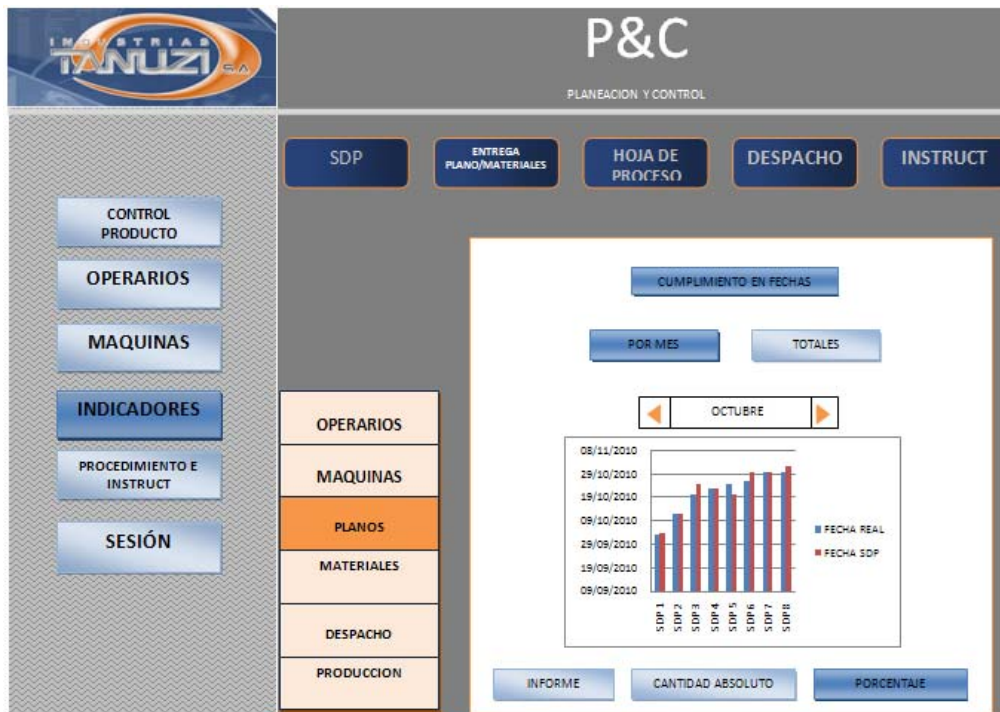 INDUSTRIAS
TANUZI S.A
P&C
PLANEACION Y CONTROL
SDP
ENTREGA
PLANO/MATERIALES
HOJA DE
PROCESO
DESPACHO
INSTRUCT
CONTROL
PRODUCTO
OPERARIOS
MAQUINAS
INDICADORES
PROCEDIMIENTO E
INSTRUCT
SESIÓN
OPERARIOS
MAQUINAS
PLANOS
MATERIALES
DESPACHO
PRODUCCION
CUMPLIMIENTO EN FECHAS
POR MES
TOTALES
OCTUBRE
08/11/2010
29/10/2010
19/10/2010
09/10/2010
29/09/2010
19/09/2010
09/09/2010
SDP 1
SDP 2
SDP 3
SDP 4
SDP 5
SDP 6
SDP 7
SDP 8
FECHA REAL
FECHA SDP
INFORME
CANTIDAD ABSOLUTO
PORCENTAJE